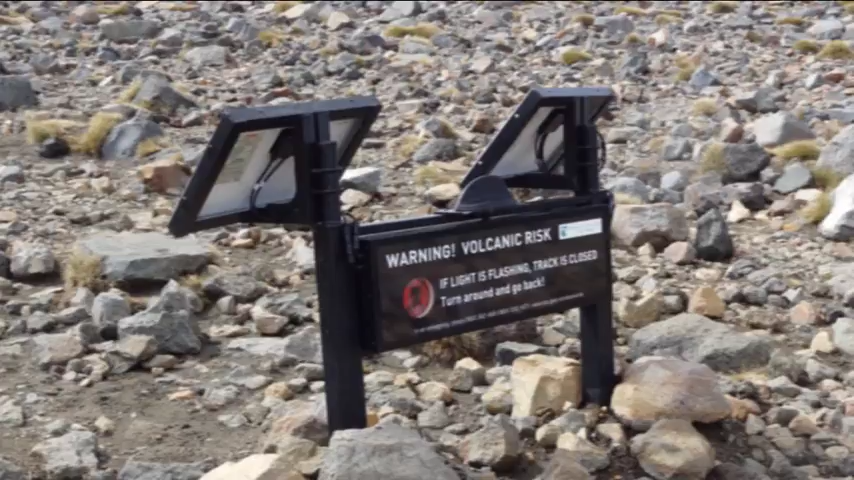 WARNING! VOLCANIC RISK
IF LIGHT IS FLASHING, TRACK IS CLOSED
Turn around and go back!